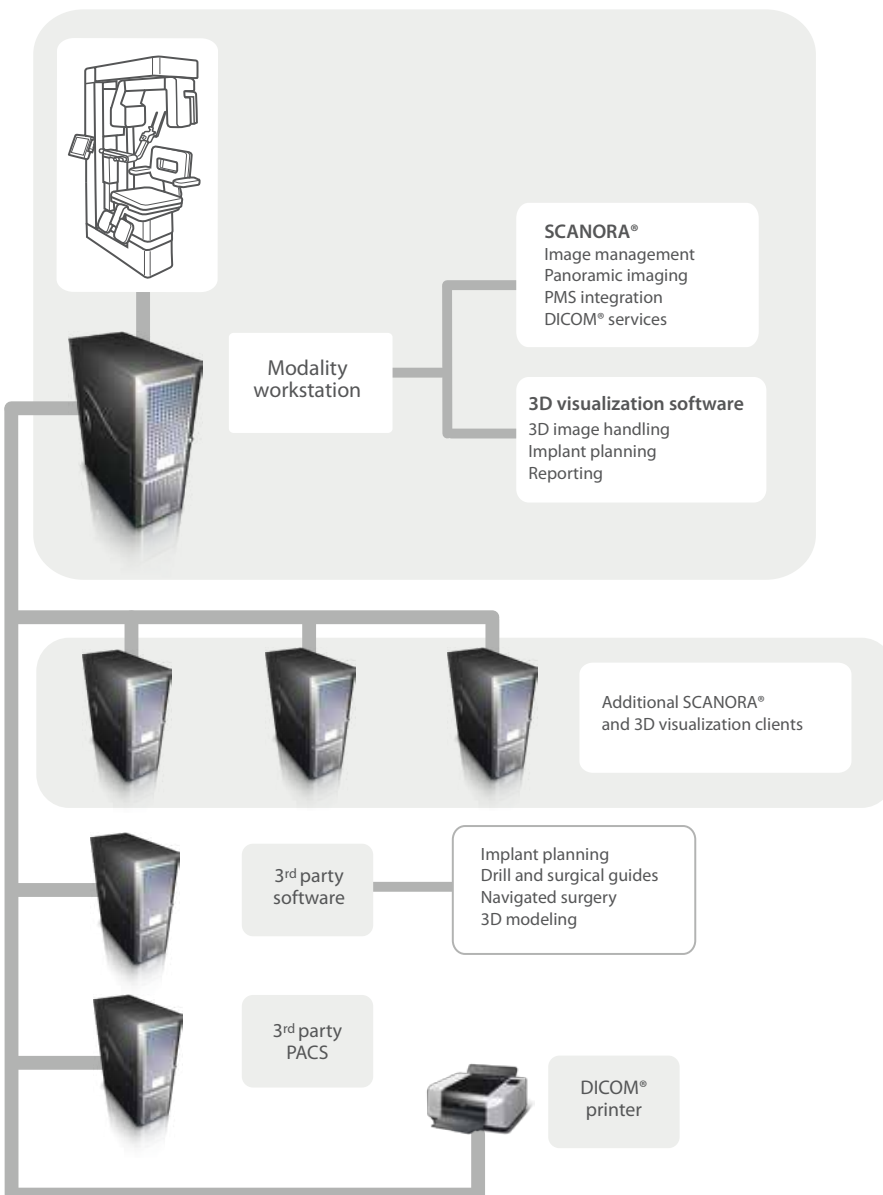 SCANORA®
Image management
Panoramic imaging
PMS integration
DICOM® services
Modality
workstation
3D visualization software
3D image handling
Implant planning
Reporting
Additional SCANORA®
and 3D visualization clients
3rd party
software
Implant planning
Drill and surgical guides
Navigated surgery
3D modeling
3rd party
PACS
DICOM®
printer